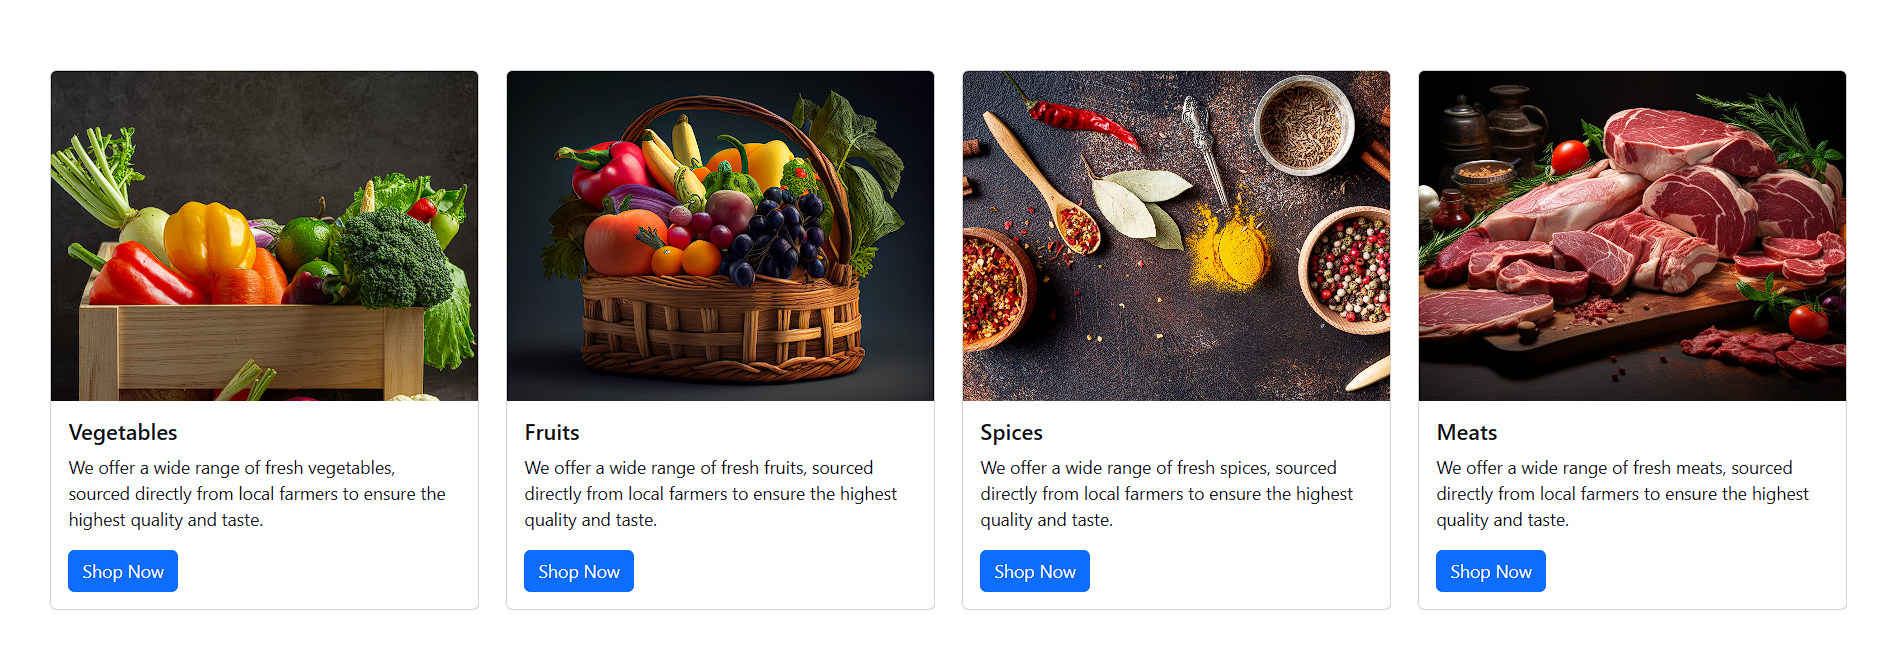 Vegetables
We offer a wide range of fresh vegetables,
sourced directly from local farmers to ensure the
highest quality and taste.
Shop Now
Fruits
We offer a wide range of fresh fruits, sourced
directly from local farmers to ensure the highest
quality and taste.
Shop Now
Spices
We offer a wide range of fresh spices, sourced
directly from local farmers to ensure the highest
quality and taste.
Shop Now
Meats
We offer a wide range of fresh meats, sourced
directly from local farmers to ensure the highest
quality and taste.
Shop Now